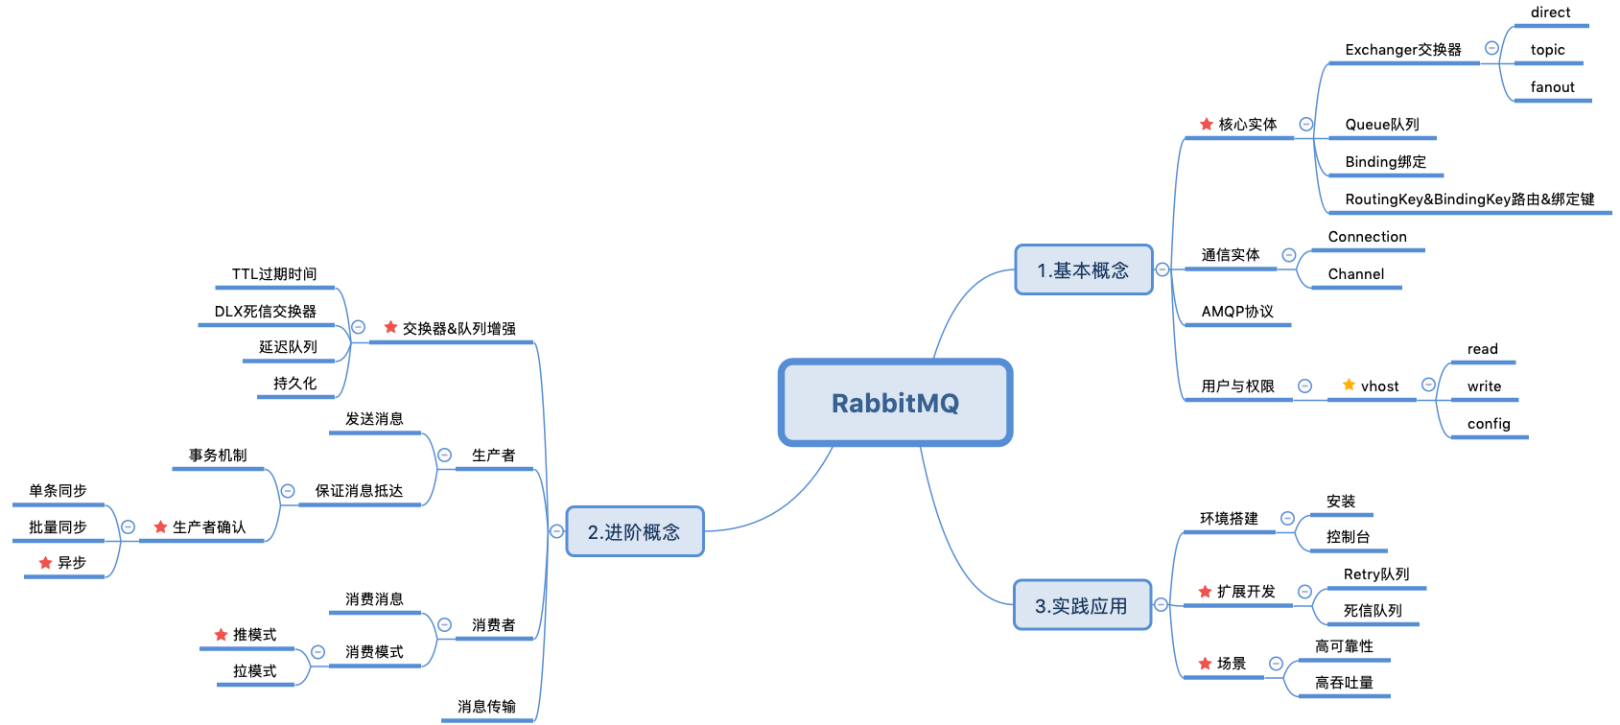 RabbitMQ
1.基本概念
核心实体
Exchanger交换器
direct
topic
fanout
Queue队列
Binding绑定
RoutingKey&BindingKey路由&绑定键
通信实体
Connection
Channel
AMQP协议
用户与权限
vhost
read
write
config
2.进阶概念
交换器&队列增强
TTL过期时间
DLX死信交换器
延迟队列
持久化
生产者
发送消息
保证消息抵达
事务机制
生产者确认
单条同步
批量同步
异步
消费者
消费消息
消费模式
推模式
拉模式
消息传输
3.实践应用
环境搭建
安装
控制台
扩展开发
Retry队列
死信队列
场景
高可靠性
高吞吐量